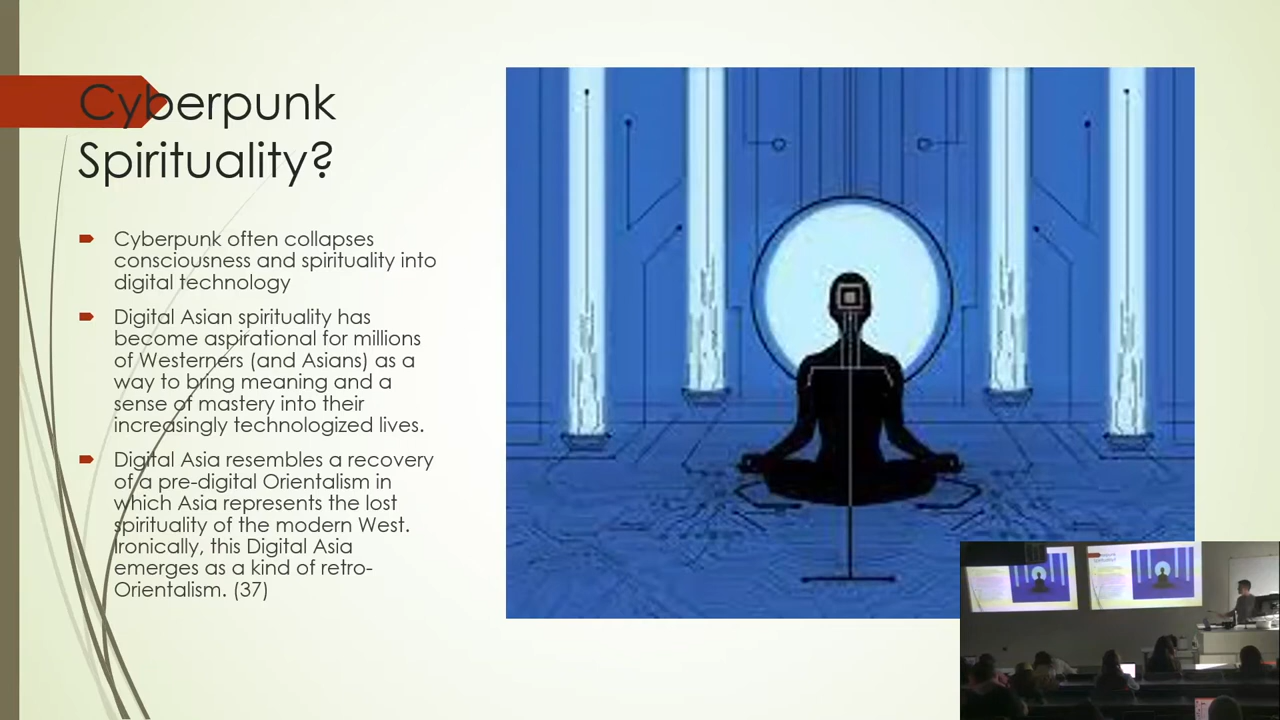 Cyberpunk
Spirituality?
Cyberpunk often collapses
consciousness and spirituality into
digital technology
Digital Asian spirituality has
become aspirational for millions
of Westerners (and Asians) as a
way to bring meaning and a
sense of mastery into their
increasingly technologized lives.
Digital Asia resembles a recovery
of a pre-digital Orientalism in
which Asia represents the lost
spirituality of the modern West.
Ironically, this Digital Asia
emerges as a kind of retro-
Orientalism. (37)